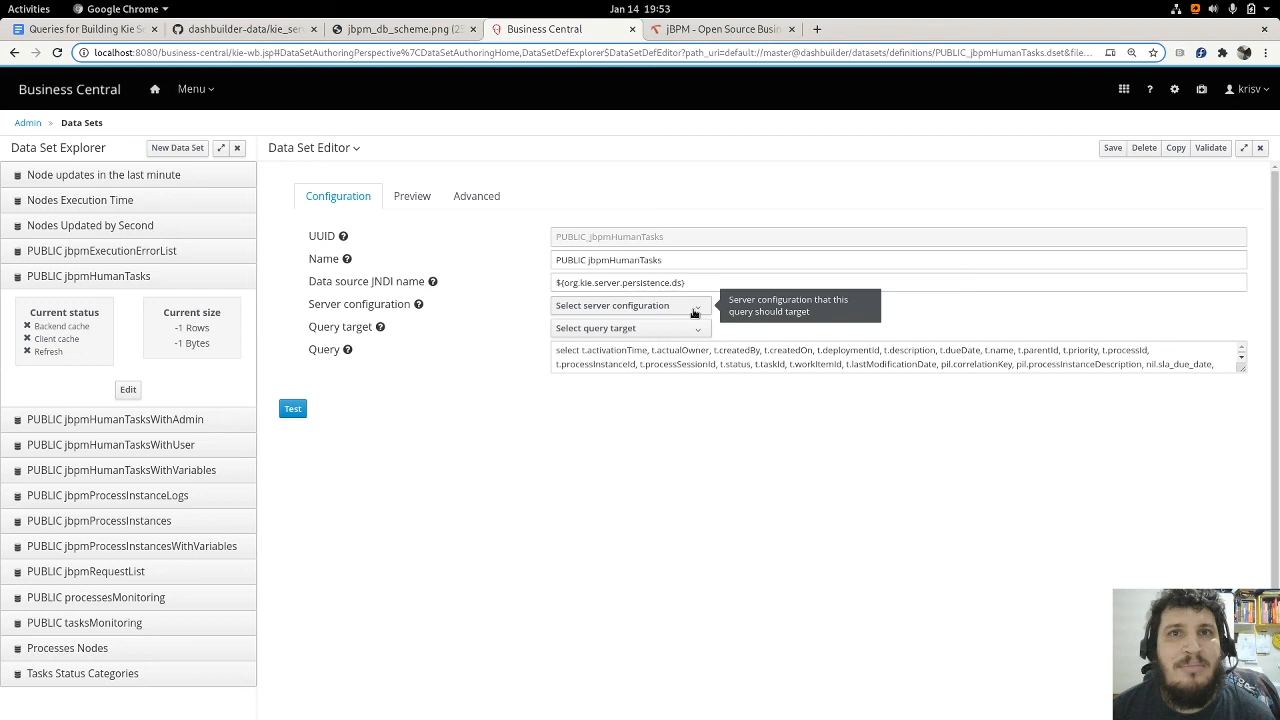 Activities
Google Chrome
Jan 14 19:53
Queries for Building Kie S
dashbuilder-data/kie_serv
jbpm_db_scheme.png (25
Business Central
jBPM - Open Source Busin
localhost:8080/business-central/kie-wb.jsp#DataSetAuthoringPerspective%7CDataSetAuthoringHome,DataSetDefExplorer$DataSetDefEditor?path_uri=default://master@dashbuilder/datasets/definitions/PUBLIC_jbpmHumanTasks.dset&file...
Business Central
Menu
krisv
Admin » Data Sets
Data Set Explorer
New Data Set
Data Set Editor
Save
Delete
Copy
Validate
Node updates in the last minute
Nodes Execution Time
Nodes Updated by Second
PUBLIC jbpmExecutionErrorList
PUBLIC jbpmHumanTasks
Current status
Backend cache
Client cache
Refresh
Current size
-1 Rows
-1 Bytes
Edit
PUBLIC jbpmHumanTasksWithAdmin
PUBLIC jbpmHumanTasksWithUser
PUBLIC jbpmHumanTasksWithVariables
PUBLIC jbpmProcessInstanceLogs
PUBLIC jbpmProcessInstances
PUBLIC jbpmProcessInstancesWithVariables
PUBLIC jbpmRequestList
PUBLIC processesMonitoring
PUBLIC tasksMonitoring
Processes Nodes
Tasks Status Categories
Configuration
Preview
Advanced
UUID
PUBLIC_jbpmHumanTasks
Name
PUBLIC jbpmHumanTasks
Data source JNDI name
${org.kie.server.persistence.ds}
Server configuration
Select server configuration
Server configuration that this
query should target
Query target
Select query target
Query
select t.activationTime, t.actualOwner, t.createdBy, t.createdOn, t.deploymentId, t.description, t.dueDate, t.name, t.parentId, t.priority, t.processId,
t.processInstanceId, t.processSessionId, t.status, t.taskId, t.workItemId, t.lastModificationDate, pil.correlationKey, pil.processInstanceDescription, nil.sla_due_date,
Test